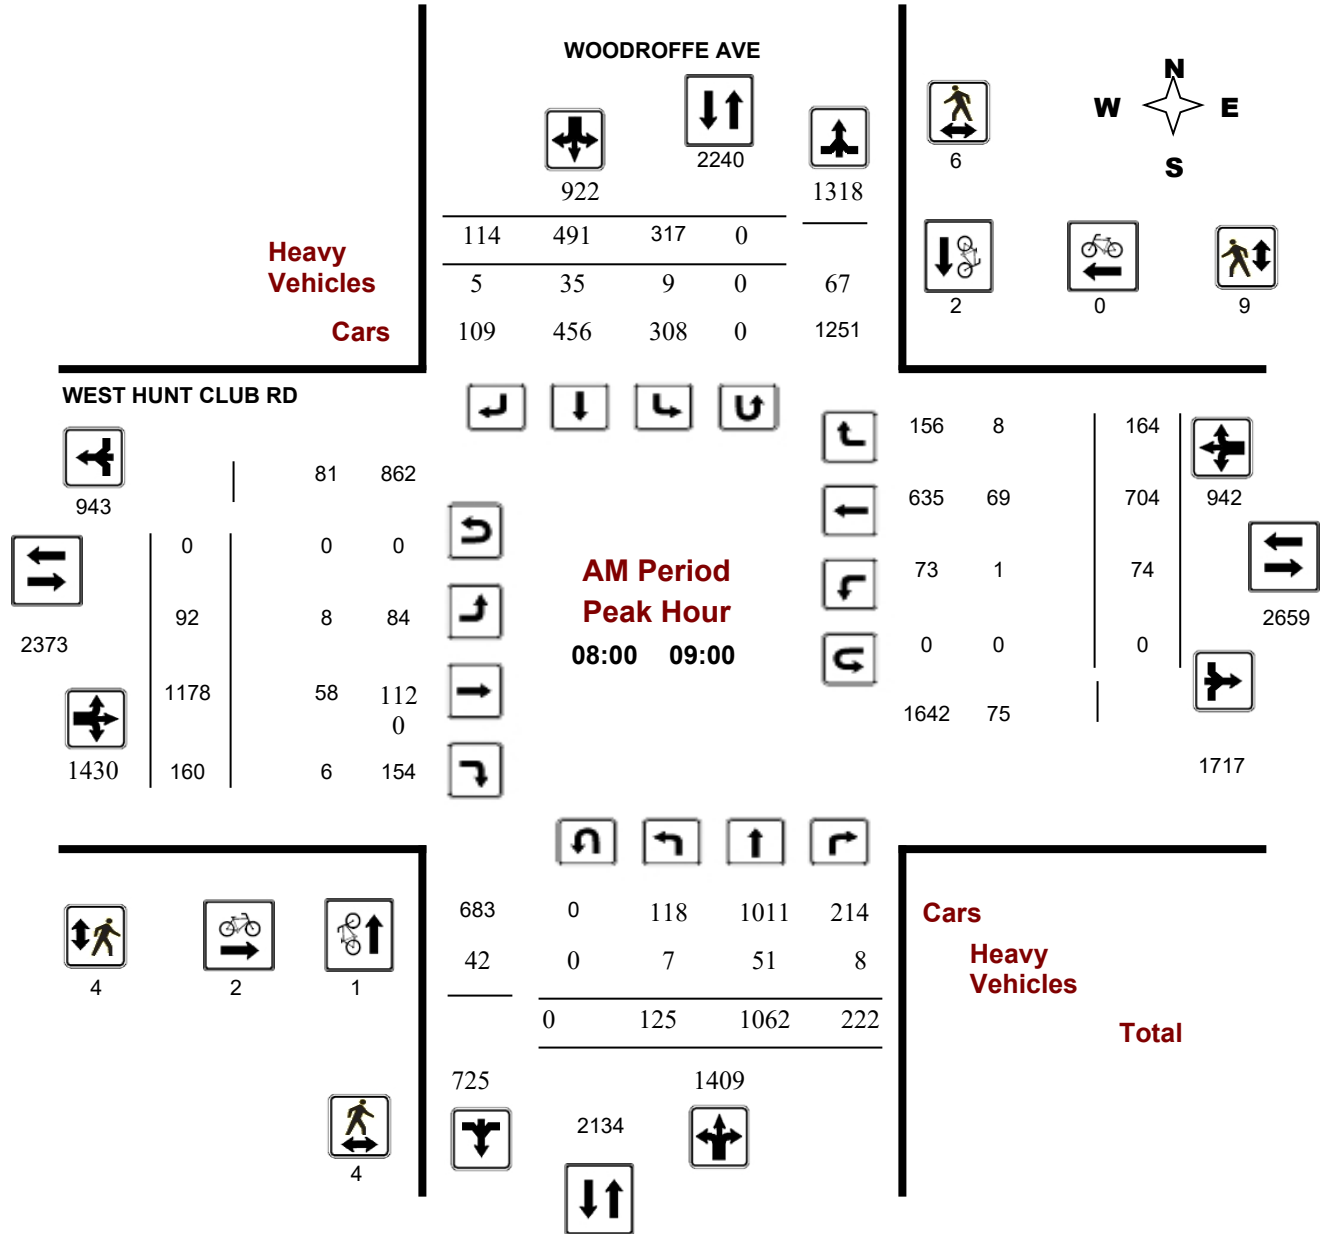 WOODROFFE AVE
N
W E
S
2240
6
922 1318
114 491 317 0
Heavy
Vehicles
5 35 9 0 67
2 0 9
Cars
109 456 308 0 1251
WEST HUNT CLUB RD
156 8 164
81 862
943
635 69 704 942
0 0 0
AM Period
73 1 74
Peak Hour
92 8 84
2659
2373
08:00 09:00
0 0 0
1178 58 112
0
1642 75
1430 160 6 154
1717
683 0 118 1011 214
Cars
42 0 7 51 8
Heavy
Vehicles
4 2 1
0 125 1062 222
Total
725 1409
2134
4